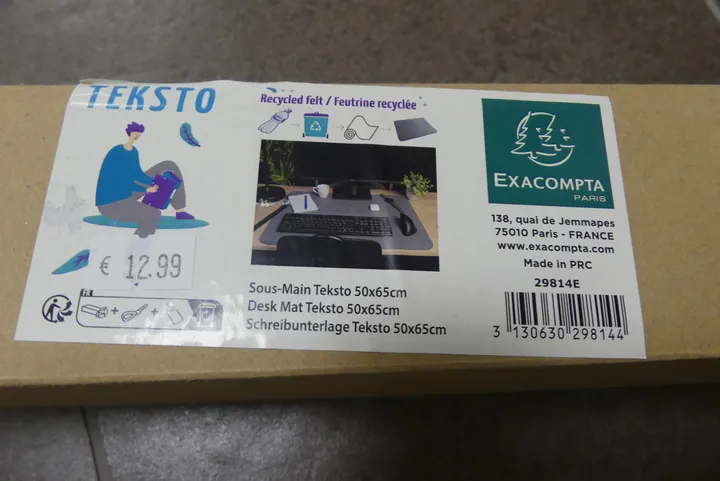 TEKSTO
€ 12.99
FR
Recycled felt / Feutrine recyclée
Sous-Main Teksto 50x65cm
Desk Mat Teksto 50x65cm
Schreibunterlage Teksto 50x65cm
EXACOMPTA
PARIS
138, quai de Jemmapes
75010 Paris - FRANCE
www.exacompta.com
Made in PRC
29814E
3 130630 298144